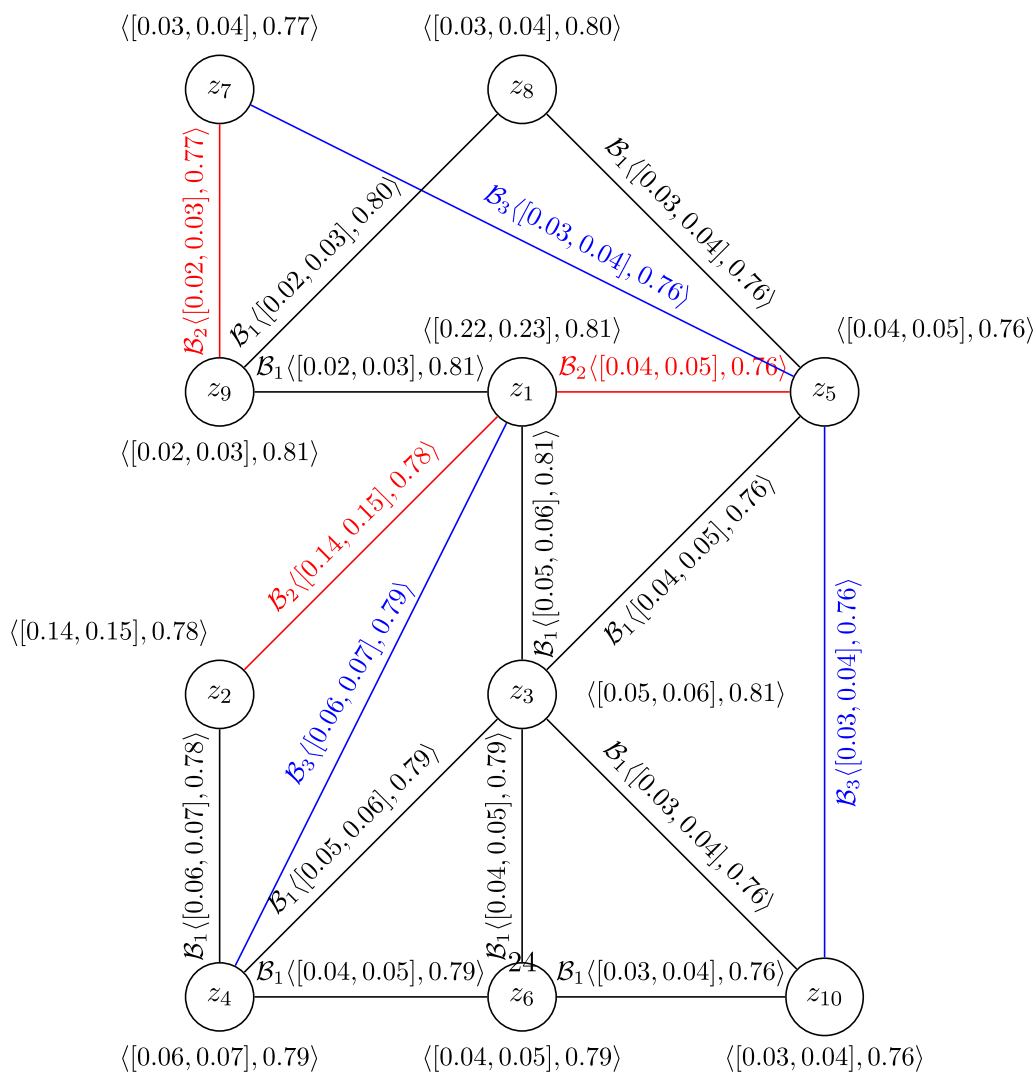 ⟨[0.03, 0.04], 0.77⟩
⟨[0.03, 0.04], 0.80⟩
z₇
z₈
ℬ₂⟨[0.02, 0.03], 0.77⟩
ℬ₁⟨[0.02, 0.03], 0.80⟩
ℬ₃⟨[0.03, 0.04], 0.76⟩
ℬ₁⟨[0.03, 0.04], 0.76⟩
⟨[0.22, 0.23], 0.81⟩
⟨[0.04, 0.05], 0.76⟩
z₉
ℬ₁⟨[0.02, 0.03], 0.81⟩
z₁
ℬ₂⟨[0.04, 0.05], 0.76⟩
z₅
⟨[0.02, 0.03], 0.81⟩
ℬ₂⟨[0.14, 0.15], 0.78⟩
ℬ₃⟨[0.06, 0.07], 0.79⟩
ℬ₁⟨[0.05, 0.06], 0.81⟩
ℬ₁⟨[0.04, 0.05], 0.76⟩
ℬ₃⟨[0.03, 0.04], 0.76⟩
⟨[0.14, 0.15], 0.78⟩
z₂
z₃
⟨[0.05, 0.06], 0.81⟩
ℬ₁⟨[0.06, 0.07], 0.78⟩
ℬ₁⟨[0.05, 0.06], 0.79⟩
ℬ₁⟨[0.04, 0.05], 0.79⟩
ℬ₁⟨[0.03, 0.04], 0.76⟩
24
z₄
ℬ₁⟨[0.04, 0.05], 0.79⟩
z₆
ℬ₁⟨[0.03, 0.04], 0.76⟩
z₁₀
⟨[0.06, 0.07], 0.79⟩
⟨[0.04, 0.05], 0.79⟩
⟨[0.03, 0.04], 0.76⟩